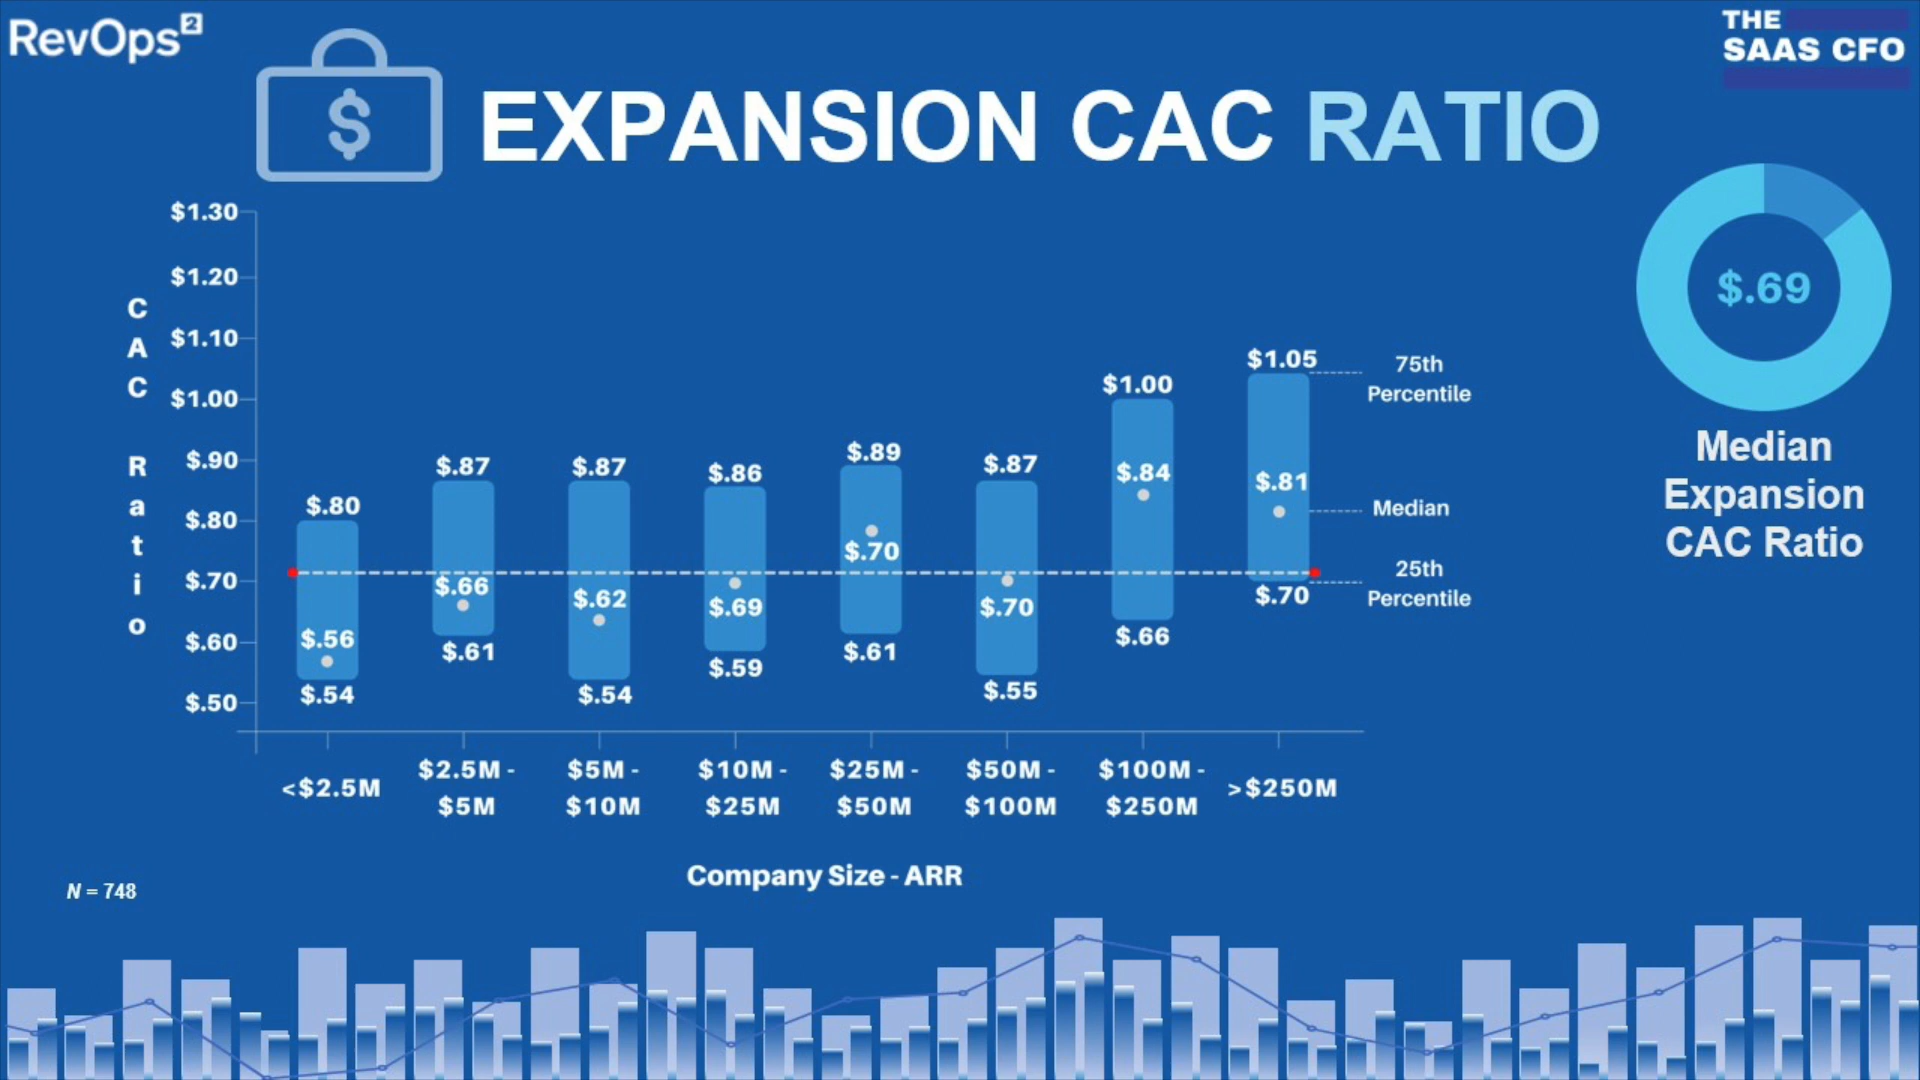 RevOps²
THE
SAAS CFO
$
EXPANSION CAC RATIO
$1.30
$1.20
$1.10
$1.00
$.90
$.80
$.70
$.60
$.50
CAC Ratio
$.80
$.56
$.54
$.87
$.66
$.61
$.87
$.62
$.54
$.86
$.69
$.59
$.89
$.70
$.61
$.87
$.70
$.55
$1.00
$.84
$.66
$1.05
$.81
$.70
75th
Percentile
Median
25th
Percentile
$.69
Median
Expansion
CAC Ratio
<$2.5M
$2.5M -
$5M
$5M -
$10M
$10M -
$25M
$25M -
$50M
$50M -
$100M
$100M -
$250M
>$250M
Company Size - ARR
N = 748